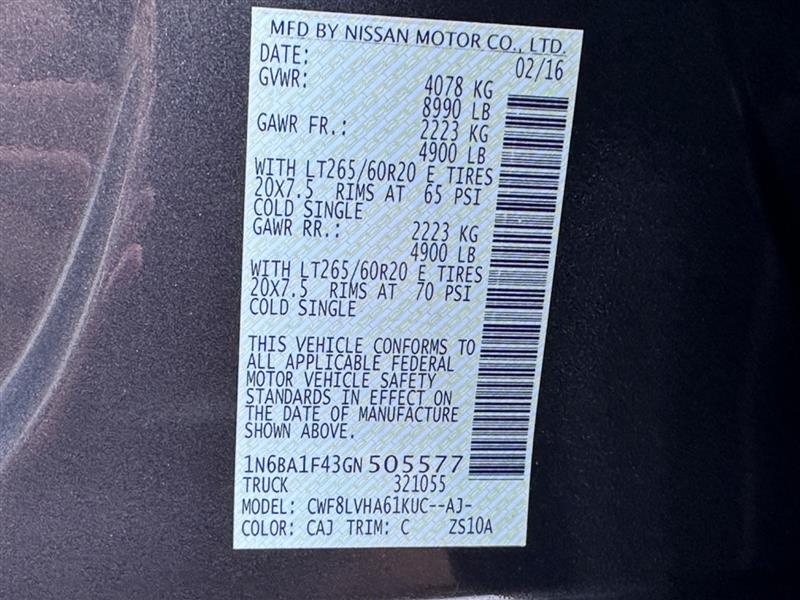 MFD BY NISSAN MOTOR CO., LTD.
DATE: 02/16
GVWR: 4078 KG
8990 LB
GAWR FR.: 2223 KG
4900 LB
WITH LT265/60R20 E TIRES
20X7.5 RIMS AT 65 PSI
COLD SINGLE
GAWR RR.: 2223 KG
4900 LB
WITH LT265/60R20 E TIRES
20X7.5 RIMS AT 70 PSI
COLD SINGLE
THIS VEHICLE CONFORMS TO
ALL APPLICABLE FEDERAL
MOTOR VEHICLE SAFETY
STANDARDS IN EFFECT ON
THE DATE OF MANUFACTURE
SHOWN ABOVE.
1N6BA1F43GN505577
TRUCK 321055
MODEL: CWF8LVHA61KUC--AJ-
COLOR: CAJ TRIM: C ZS10A